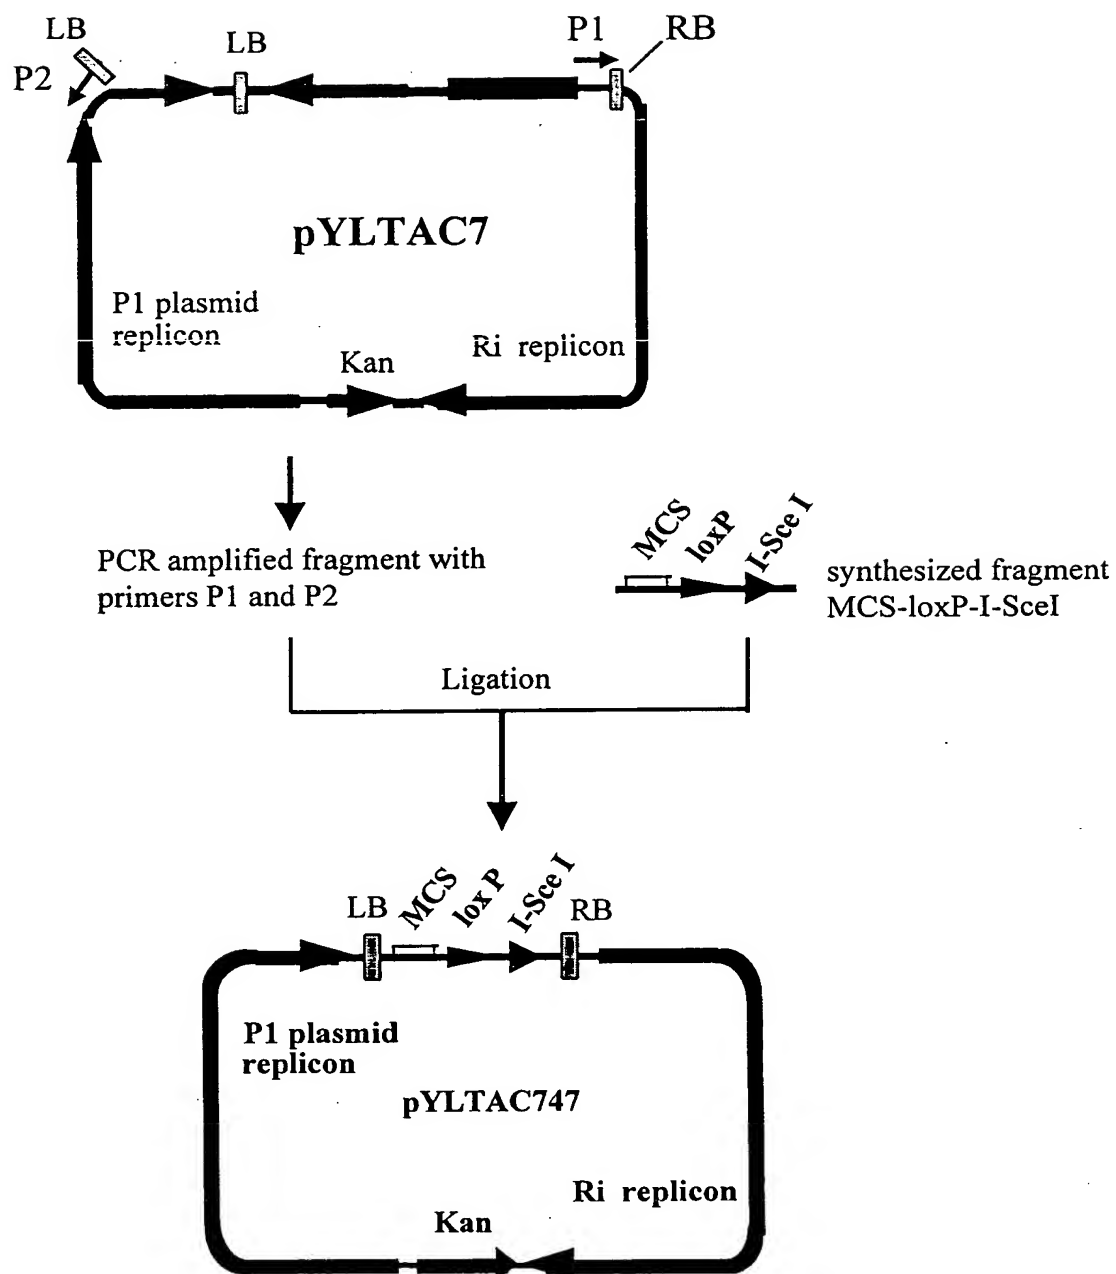 LB
P2
LB
P1
RB
pYLTAC7
P1 plasmid
replicon
Kan
Ri replicon
PCR amplified fragment with
primers P1 and P2
MCS
loxP
I-Sce I
synthesized fragment
MCS-loxP-I-SceI
Ligation
LB
MCS
lox P
I-Sce I
RB
P1 plasmid
replicon
pYLTAC747
Ri replicon
Kan